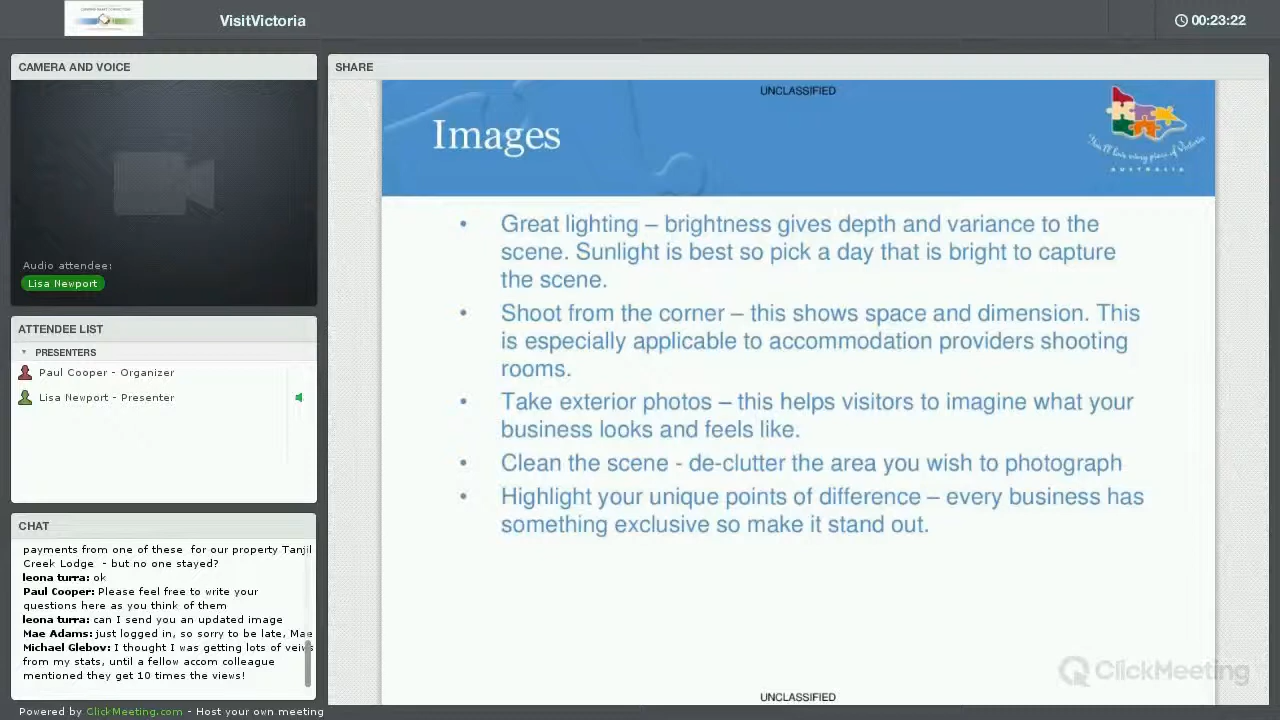 VisitVictoria
00:23:22
CAMERA AND VOICE
Audio attendee:
Lisa Newport
ATTENDEE LIST
PRESENTERS
Paul Cooper - Organizer
Lisa Newport - Presenter
CHAT
payments from one of these for our property Tanjil
Creek Lodge - but no one stayed?
leona turra: ok
Paul Cooper: Please feel free to write your
questions here as you think of them
leona turra: can I send you an updated image
Mae Adams: just logged in, so sorry to be late, Mae
Michael Glebov: I thought I was getting lots of veiws
from my stats, until a fellow accom colleague
mentioned they get 10 times the views!
Powered by ClickMeeting.com - Host your own meeting
SHARE
UNCLASSIFIED
Images
You'll love every piece of Victoria
AUSTRALIA
• Great lighting – brightness gives depth and variance to the
scene. Sunlight is best so pick a day that is bright to capture
the scene.
• Shoot from the corner – this shows space and dimension. This
is especially applicable to accommodation providers shooting
rooms.
• Take exterior photos – this helps visitors to imagine what your
business looks and feels like.
• Clean the scene - de-clutter the area you wish to photograph
• Highlight your unique points of difference – every business has
something exclusive so make it stand out.
ClickMeeting
UNCLASSIFIED